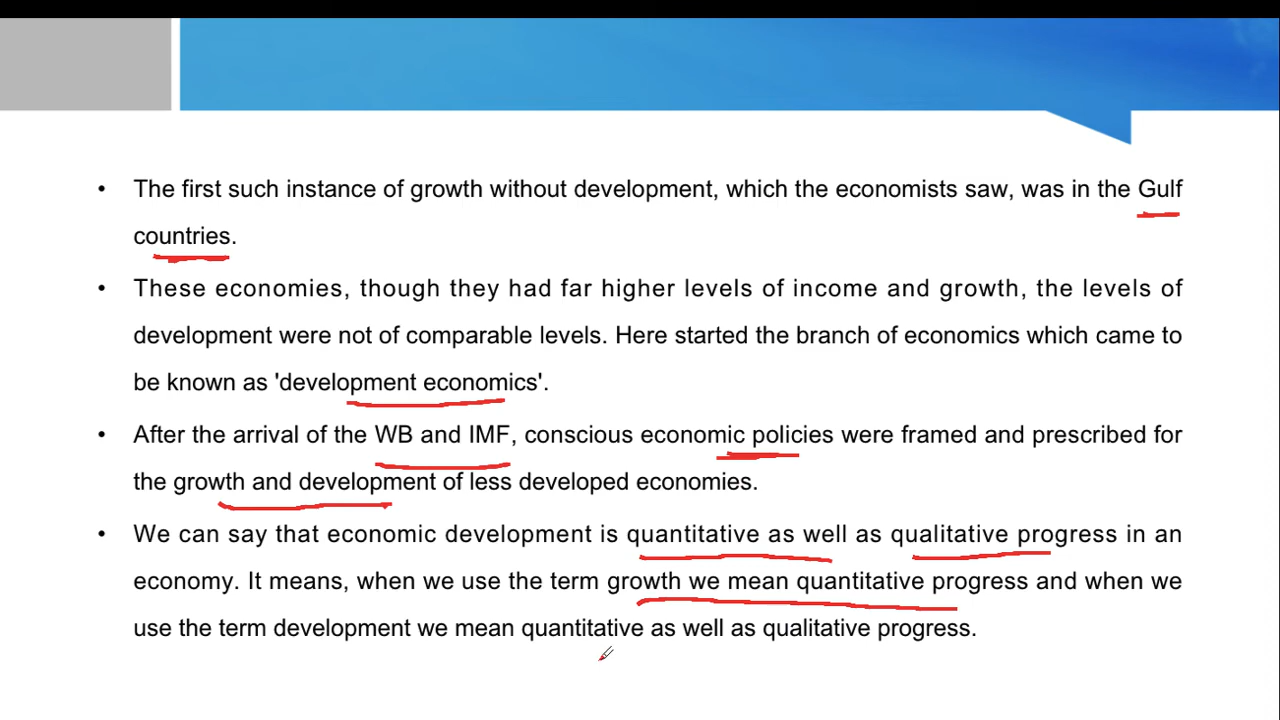 • The first such instance of growth without development, which the economists saw, was in the Gulf
countries.
• These economies, though they had far higher levels of income and growth, the levels of
development were not of comparable levels. Here started the branch of economics which came to
be known as 'development economics'.
• After the arrival of the WB and IMF, conscious economic policies were framed and prescribed for
the growth and development of less developed economies.
• We can say that economic development is quantitative as well as qualitative progress in an
economy. It means, when we use the term growth we mean quantitative progress and when we
use the term development we mean quantitative as well as qualitative progress.